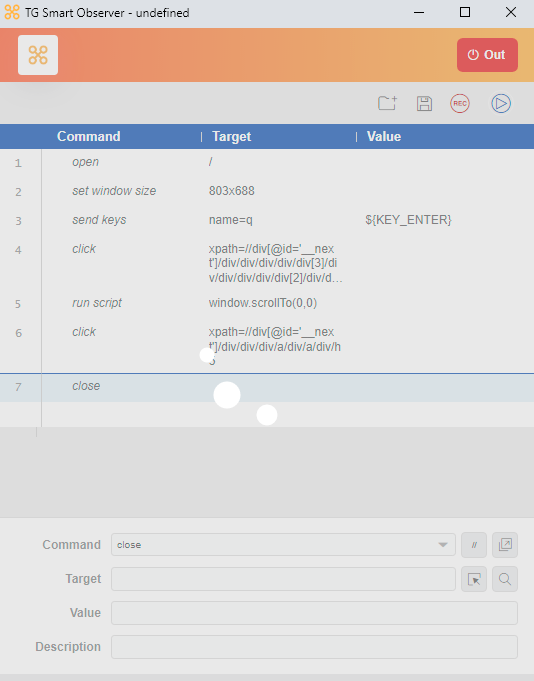 TG Smart Observer - undefined
Out
REC
Command Target Value
1 open /
2 set window size 803x688
3 send keys name=q ${KEY_ENTER}
4 click xpath=//div[@id='__nex
t']/div/div/div/div/div[3]/di
v/div/div/div/div[2]/div/d…
5 run script window.scrollTo(0,0)
6 click xpath=//div[@id='__nex
t']/div/div/div/a/div/a/div/h
7 close
Command close //
Target
Value
Description